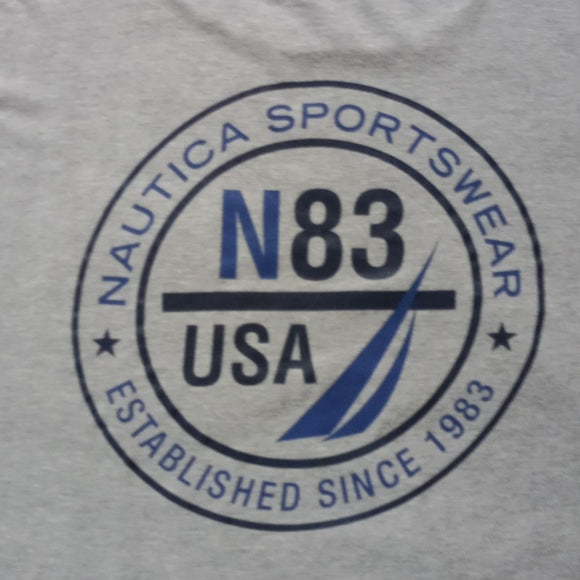 NAUTICA SPORTSWEAR
N83
USA
ESTABLISHED SINCE 1983